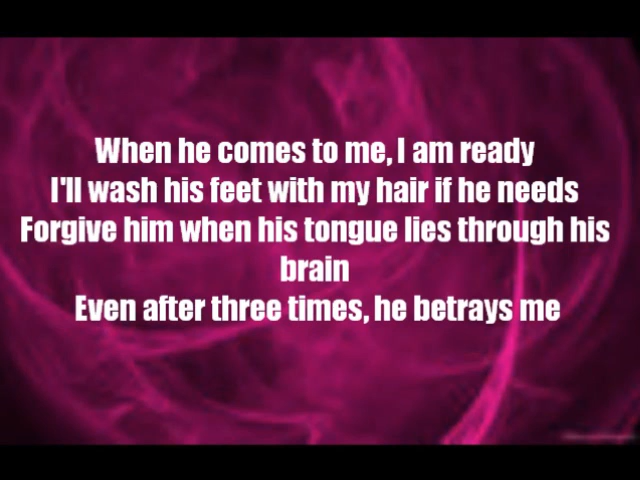 When he comes to me, I am ready
I'll wash his feet with my hair if he needs
Forgive him when his tongue lies through his
brain
Even after three times, he betrays me